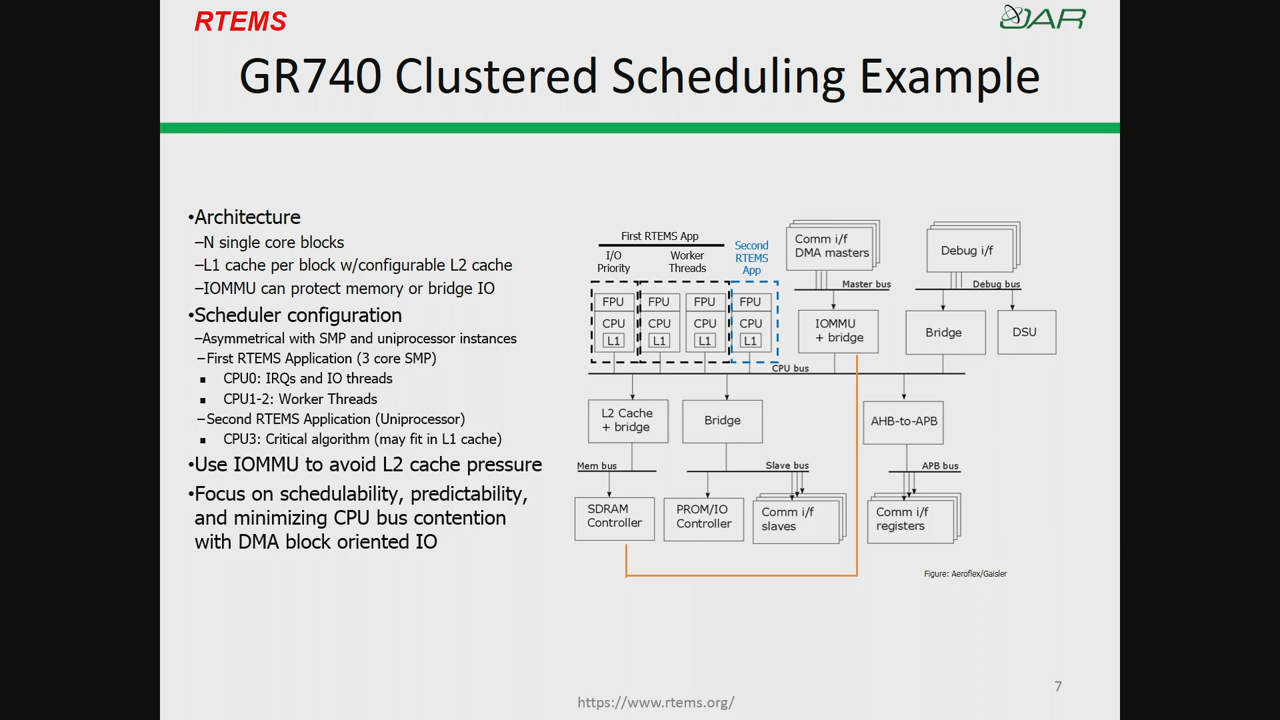 RTEMS
OAR
GR740 Clustered Scheduling Example
•Architecture
–N single core blocks
–L1 cache per block w/configurable L2 cache
–IOMMU can protect memory or bridge IO
•Scheduler configuration
–Asymmetrical with SMP and uniprocessor instances
–First RTEMS Application (3 core SMP)
▪ CPU0: IRQs and IO threads
▪ CPU1-2: Worker Threads
–Second RTEMS Application (Uniprocessor)
▪ CPU3: Critical algorithm (may fit in L1 cache)
•Use IOMMU to avoid L2 cache pressure
•Focus on schedulability, predictability,
and minimizing CPU bus contention
with DMA block oriented IO
First RTEMS App
I/O
Priority
Worker
Threads
Second
RTEMS
App
FPU
CPU
L1
FPU
CPU
L1
FPU
CPU
L1
FPU
CPU
L1
Comm i/f
DMA masters
Debug i/f
Master bus
Debug bus
IOMMU
+ bridge
Bridge
DSU
CPU bus
L2 Cache
+ bridge
Bridge
AHB-to-APB
Mem bus
Slave bus
APB bus
SDRAM
Controller
PROM/IO
Controller
Comm i/f
slaves
Comm i/f
registers
Figure: Aeroflex/Gaisler
https://www.rtems.org/
7